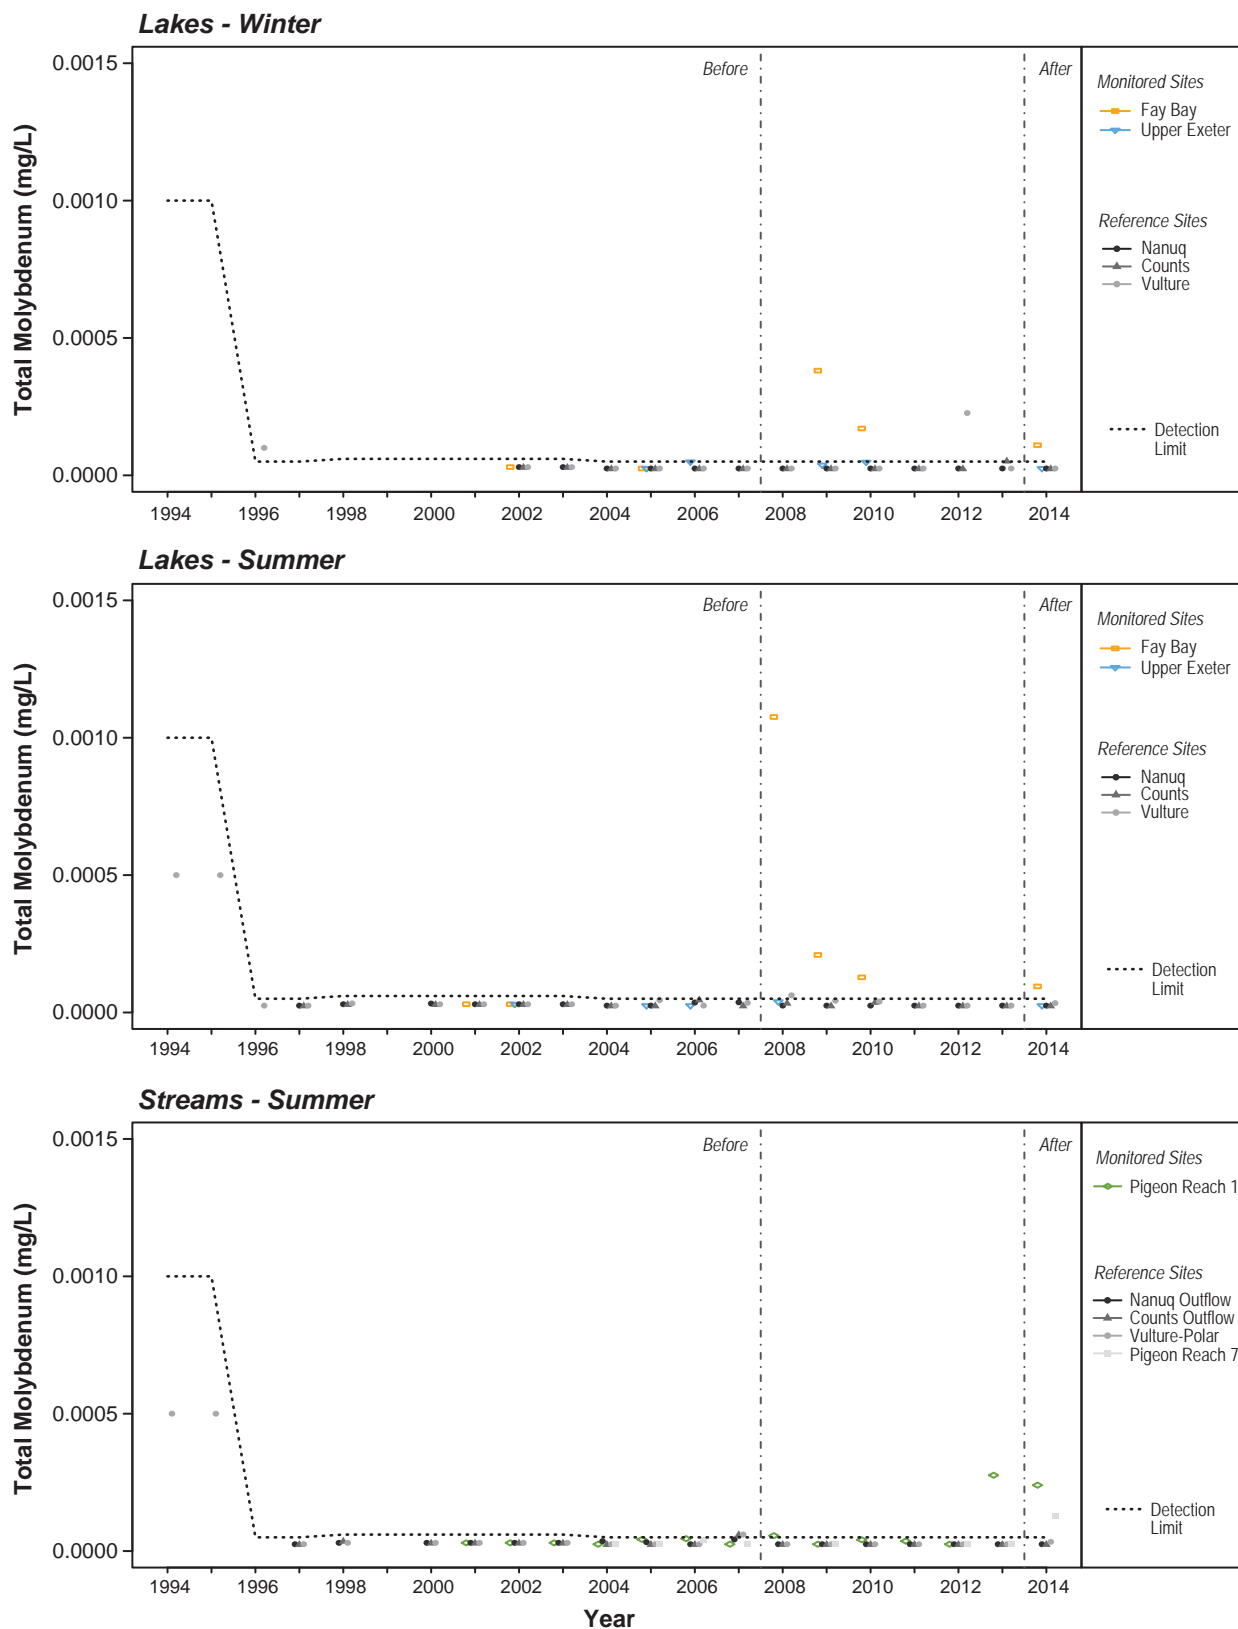 Lakes - Winter
Total Molybdenum (mg/L)
0.0015
0.0010
0.0005
0.0000
Before
After
1994 1996 1998 2000 2002 2004 2006 2008 2010 2012 2014
Monitored Sites
Fay Bay
Upper Exeter
Reference Sites
Nanuq
Counts
Vulture
Detection
Limit
Lakes - Summer
Total Molybdenum (mg/L)
0.0015
0.0010
0.0005
0.0000
Before
After
1994 1996 1998 2000 2002 2004 2006 2008 2010 2012 2014
Monitored Sites
Fay Bay
Upper Exeter
Reference Sites
Nanuq
Counts
Vulture
Detection
Limit
Streams - Summer
Total Molybdenum (mg/L)
0.0015
0.0010
0.0005
0.0000
Before
After
1994 1996 1998 2000 2002 2004 2006 2008 2010 2012 2014
Year
Monitored Sites
Pigeon Reach 1
Reference Sites
Nanuq Outflow
Counts Outflow
Vulture-Polar
Pigeon Reach 7
Detection
Limit